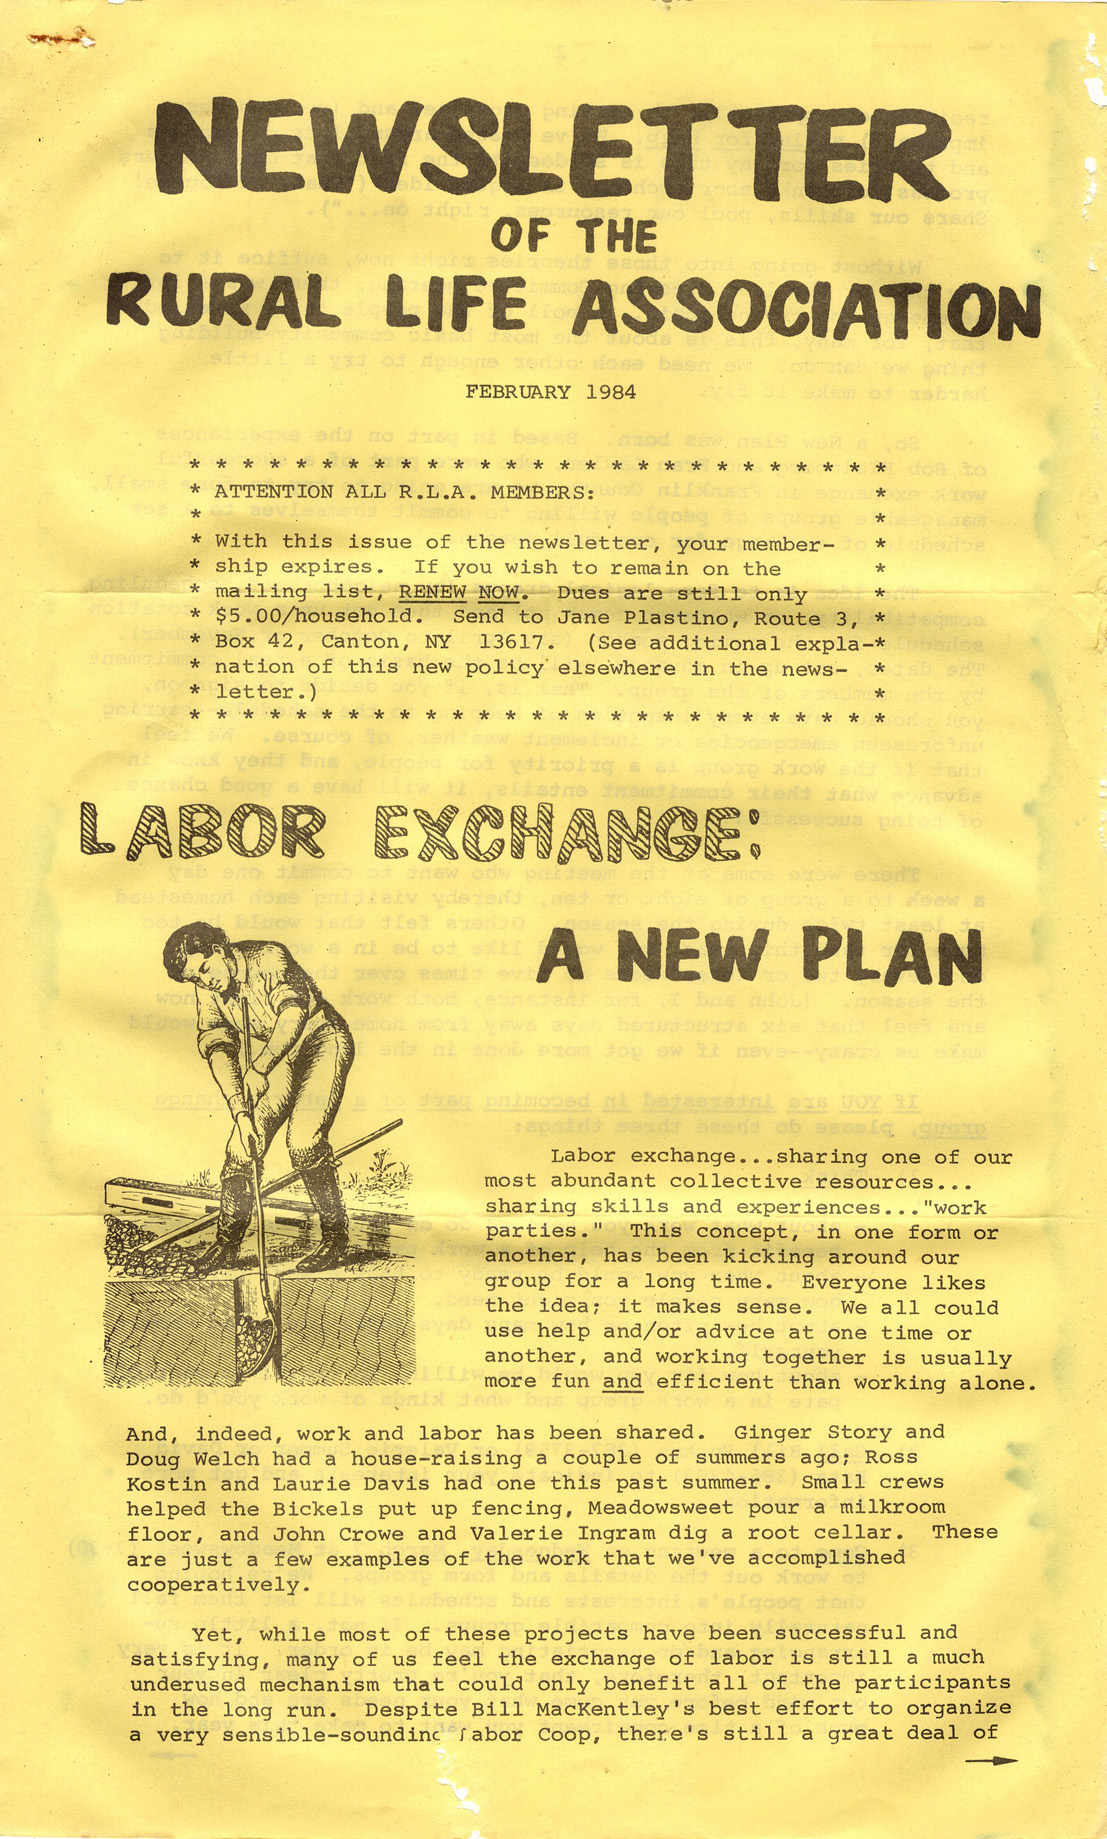 NEWSLETTER
OF THE
RURAL LIFE ASSOCIATION
FEBRUARY 1984
* * * * * * * * * * * * * * * * * * * * * * * * * * *
* ATTENTION ALL R.L.A. MEMBERS: *
* *
* With this issue of the newsletter, your member- *
* ship expires. If you wish to remain on the *
* mailing list, RENEW NOW. Dues are still only *
* $5.00/household. Send to Jane Plastino, Route 3, *
* Box 42, Canton, NY 13617. (See additional expla-*
* nation of this new policy elsewhere in the news- *
* letter.) *
* * * * * * * * * * * * * * * * * * * * * * * * * * *
LABOR EXCHANGE:
A NEW PLAN
Labor exchange...sharing one of our
most abundant collective resources...
sharing skills and experiences..."work
parties." This concept, in one form or
another, has been kicking around our
group for a long time. Everyone likes
the idea; it makes sense. We all could
use help and/or advice at one time or
another, and working together is usually
more fun and efficient than working alone.
And, indeed, work and labor has been shared. Ginger Story and
Doug Welch had a house-raising a couple of summers ago; Ross
Kostin and Laurie Davis had one this past summer. Small crews
helped the Bickels put up fencing, Meadowsweet pour a milkroom
floor, and John Crowe and Valerie Ingram dig a root cellar. These
are just a few examples of the work that we've accomplished
cooperatively.
Yet, while most of these projects have been successful and
satisfying, many of us feel the exchange of labor is still a much
underused mechanism that could only benefit all of the participants
in the long run. Despite Bill MacKentley's best effort to organize
a very sensible-sounding Labor Coop, there's still a great deal of